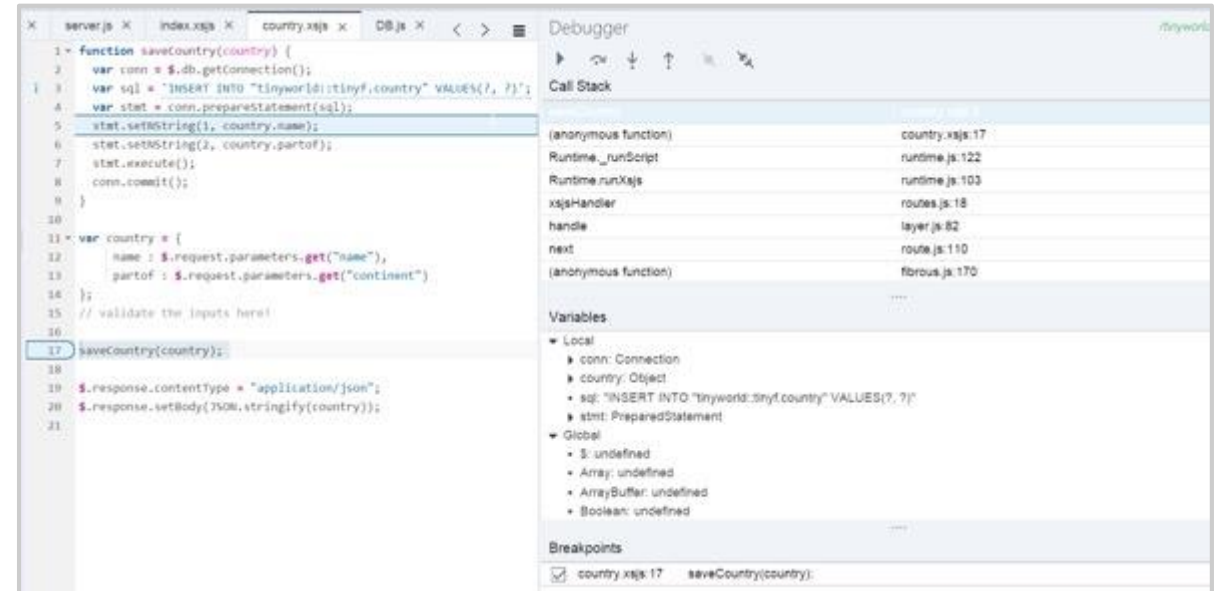 server.js × index.xsjs × country.xsjs × DB.js ×
1 function saveCountry(country) {
2 var conn = $.db.getConnection();
i 3 var sql = 'INSERT INTO "tinyworld::tinyf.country" VALUES(?, ?)';
4 var stmt = conn.prepareStatement(sql);
5 stmt.setNString(1, country.name);
6 stmt.setNString(2, country.partof);
7 stmt.execute();
8 conn.commit();
9 }
10
11 var country = {
12 name : $.request.parameters.get("name"),
13 partof : $.request.parameters.get("continent")
14 };
15 // validate the inputs here!
16
17 saveCountry(country);
18
19 $.response.contentType = "application/json";
20 $.response.setBody(JSON.stringify(country));
21
Debugger
Call Stack
(anonymous function) country.xsjs:17
Runtime._runScript runtime.js:122
Runtime.runXsjs runtime.js:103
xsjsHandler routes.js:18
handle layer.js:82
next route.js:110
(anonymous function) fibrous.js:170
Variables
Local
conn: Connection
country: Object
sql: "INSERT INTO "tinyworld::tinyf.country" VALUES(?, ?)"
stmt: PreparedStatement
Global
$: undefined
Array: undefined
ArrayBuffer: undefined
Boolean: undefined
Breakpoints
country.xsjs:17 saveCountry(country);